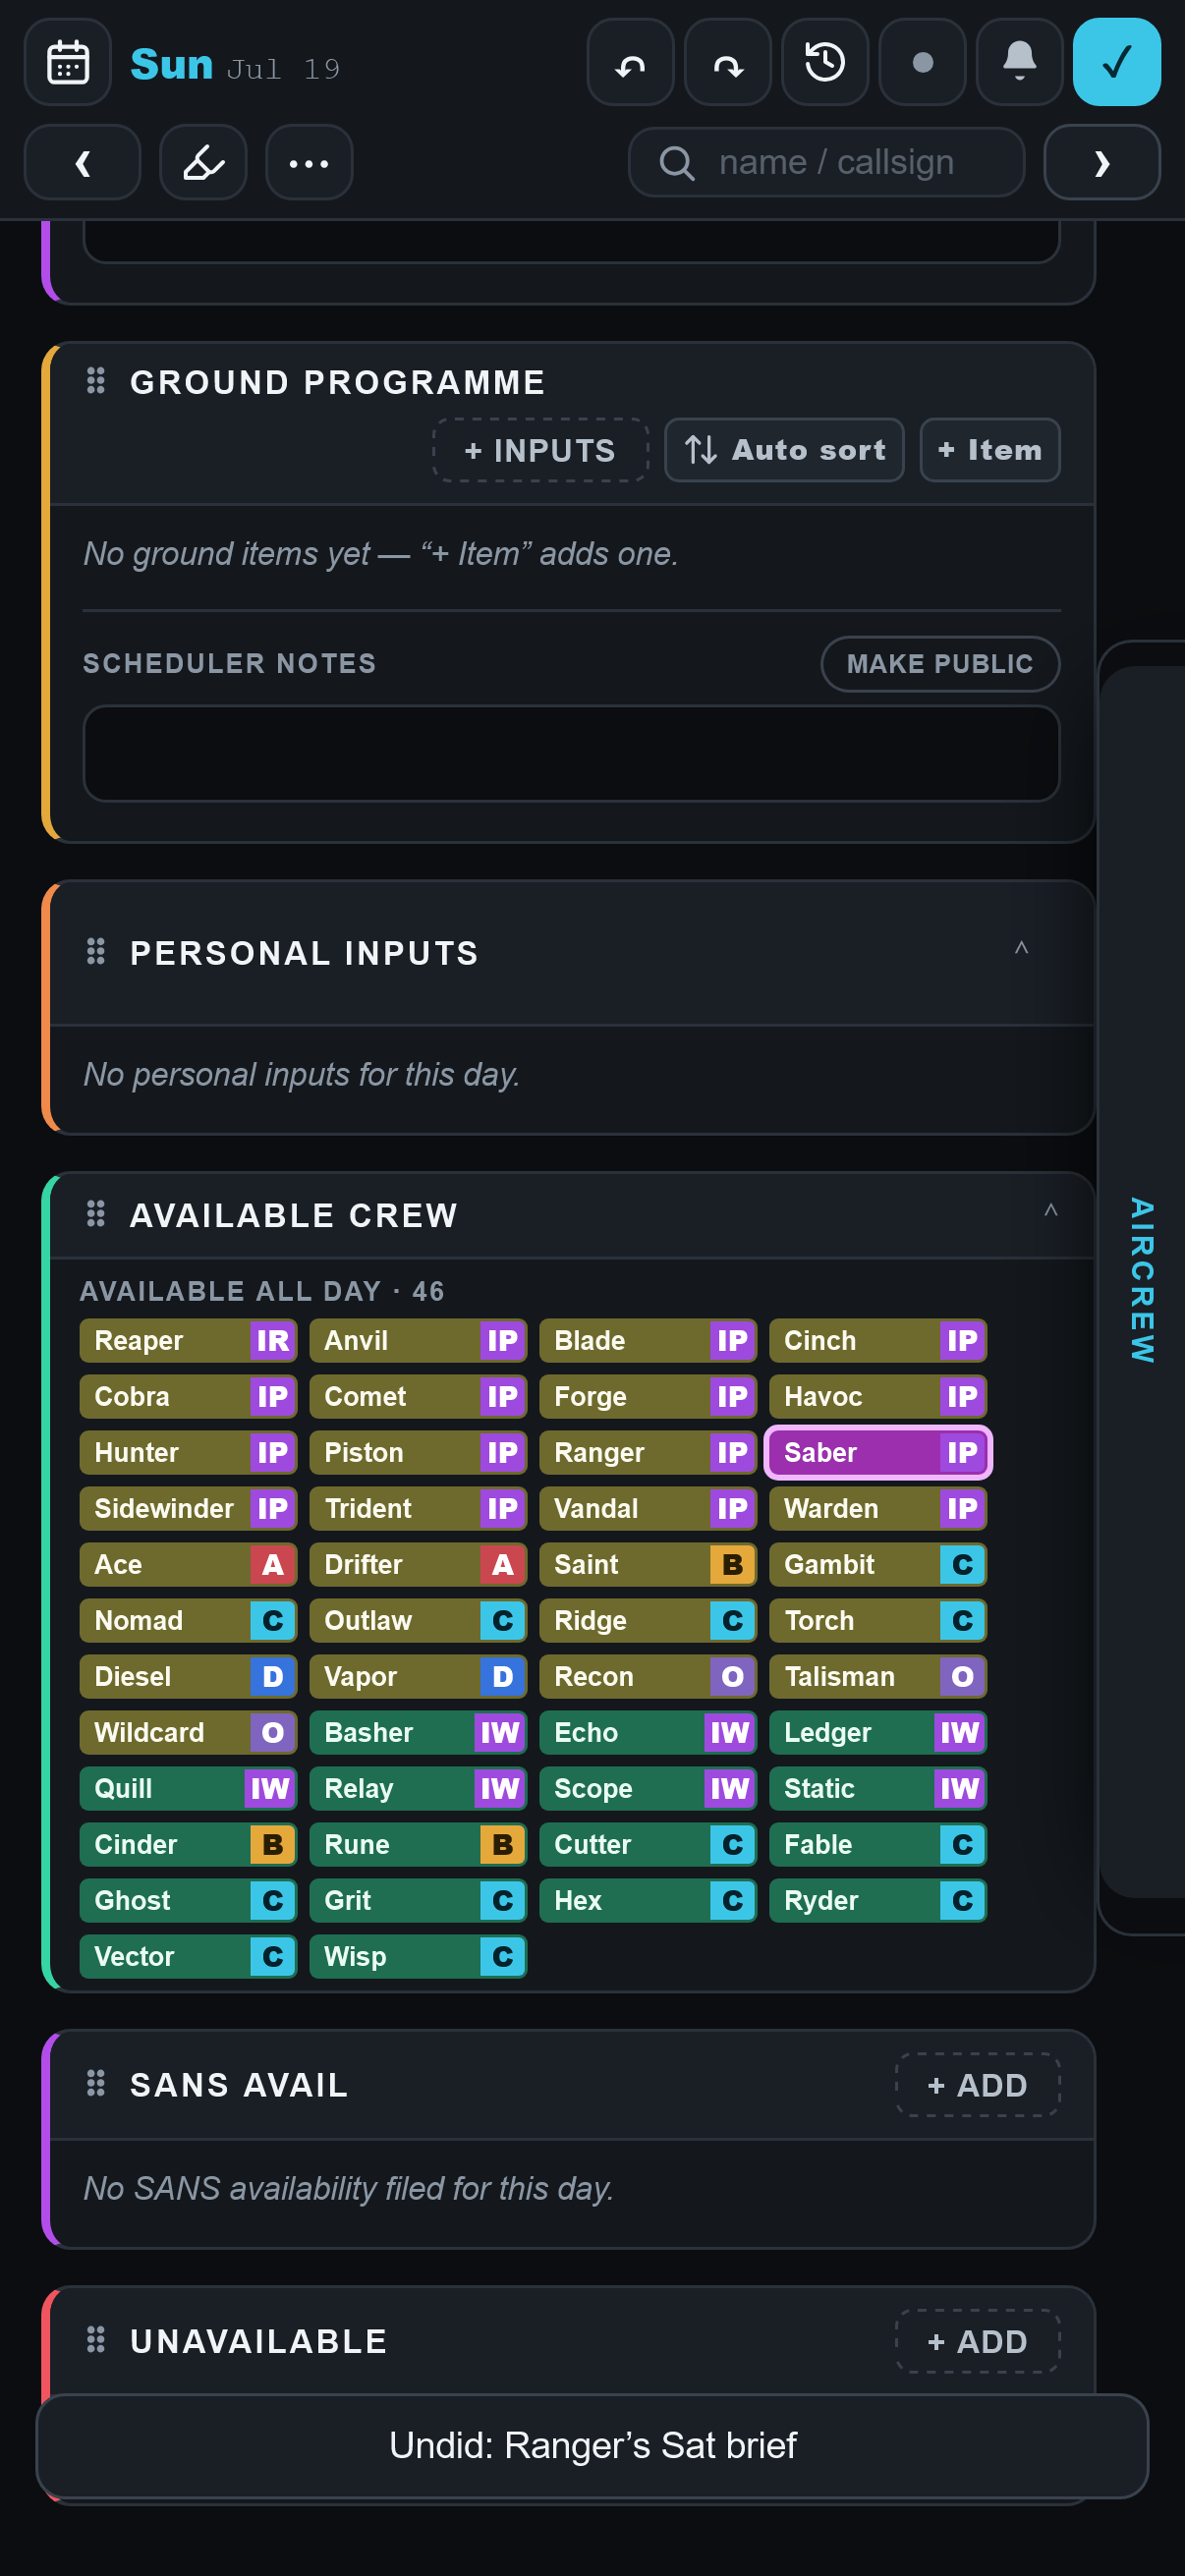 Sun Jul 19
name / callsign
GROUND PROGRAMME
+ INPUTS Auto sort + Item
No ground items yet — “+ Item” adds one.
SCHEDULER NOTES MAKE PUBLIC
PERSONAL INPUTS
No personal inputs for this day.
AIRCREW
AVAILABLE CREW
AVAILABLE ALL DAY · 46
Reaper IR Anvil IP Blade IP Cinch IP
Cobra IP Comet IP Forge IP Havoc IP
Hunter IP Piston IP Ranger IP Saber IP
Sidewinder IP Trident IP Vandal IP Warden IP
Ace A Drifter A Saint B Gambit C
Nomad C Outlaw C Ridge C Torch C
Diesel D Vapor D Recon O Talisman O
Wildcard O Basher IW Echo IW Ledger IW
Quill IW Relay IW Scope IW Static IW
Cinder B Rune B Cutter C Fable C
Ghost C Grit C Hex C Ryder C
Vector C Wisp C
SANS AVAIL + ADD
No SANS availability filed for this day.
UNAVAILABLE + ADD
Undid: Ranger’s Sat brief